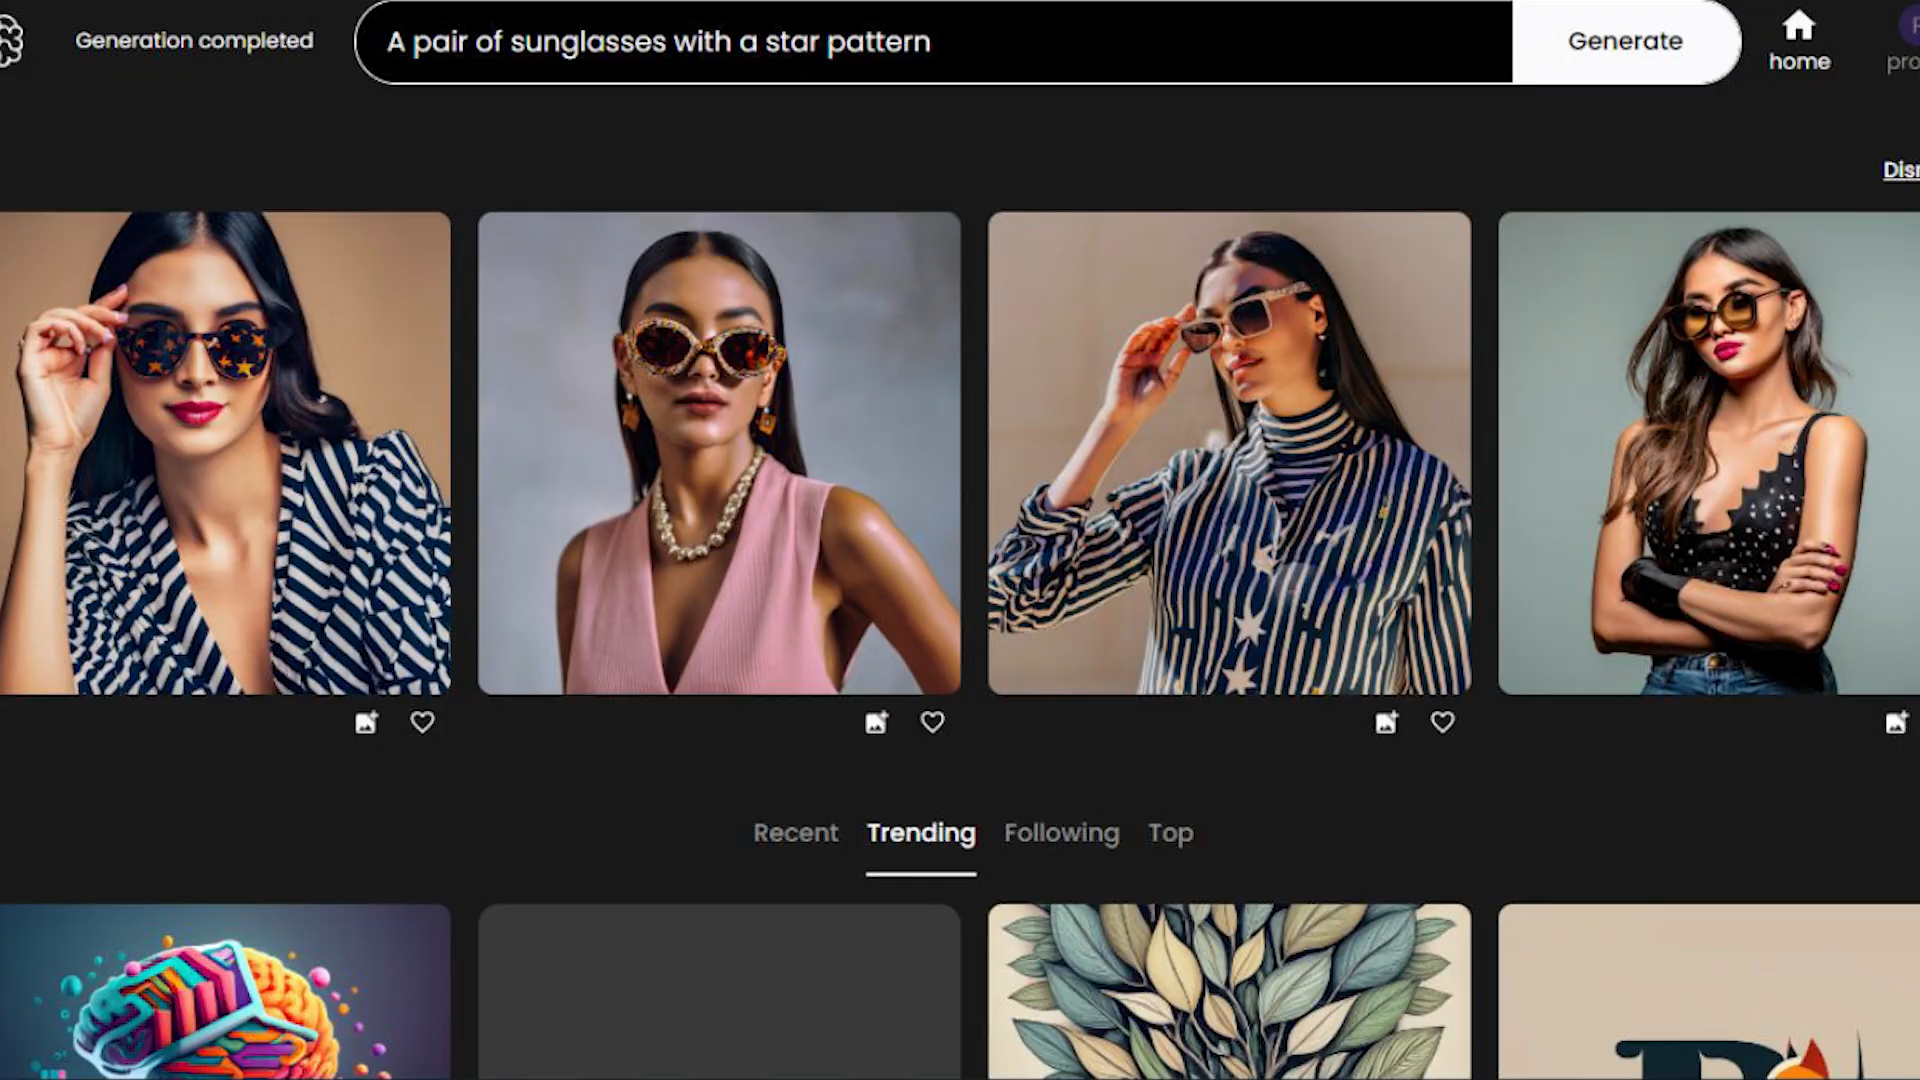 Generation completed
A pair of sunglasses with a star pattern
Generate
home
Recent
Trending
Following
Top